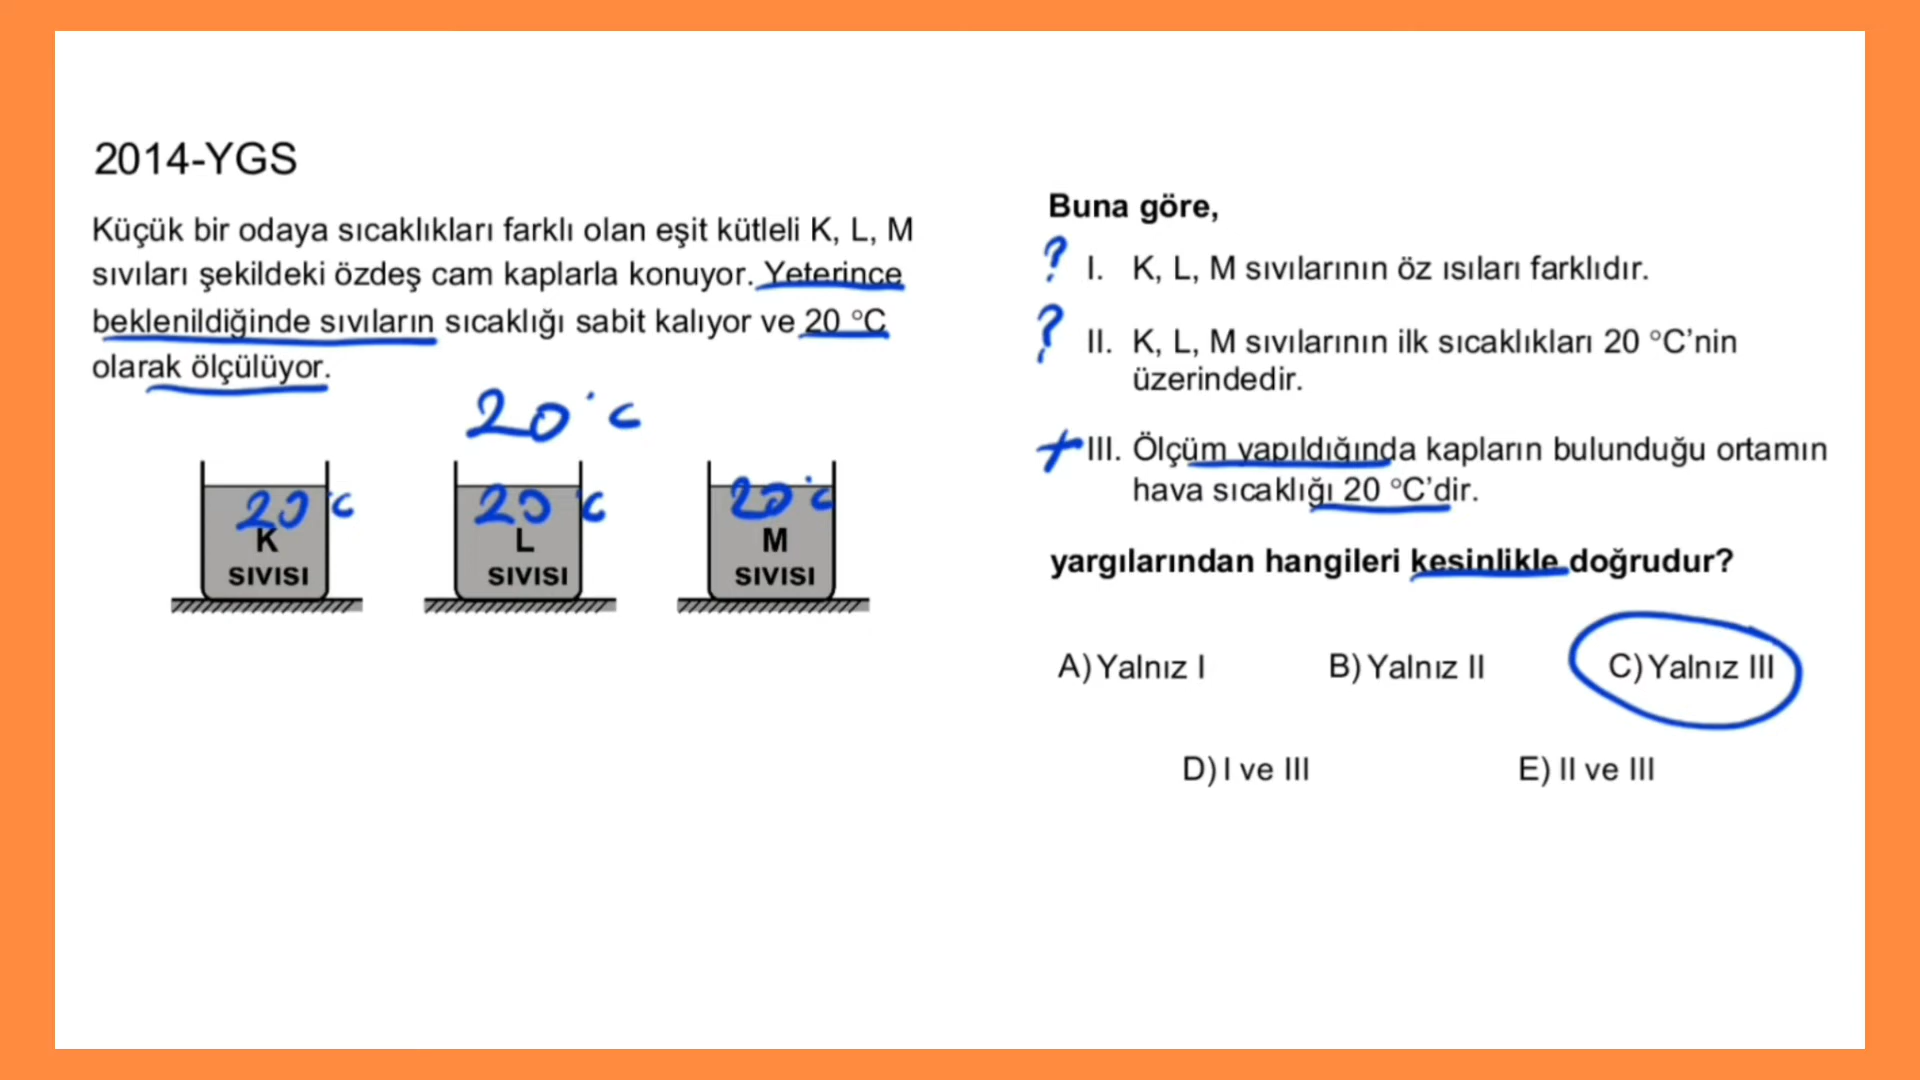 2014-YGS
Küçük bir odaya sıcaklıkları farklı olan eşit kütleli K, L, M
sıvıları şekildeki özdeş cam kaplarla konuyor. Yeterince
beklenildiğinde sıvıların sıcaklığı sabit kalıyor ve 20 °C
olarak ölçülüyor.
20°C
20°C
20°C
20°C
K
SIVISI
L
SIVISI
M
SIVISI
Buna göre,
? I. K, L, M sıvılarının öz ısıları farklıdır.
? II. K, L, M sıvılarının ilk sıcaklıkları 20 °C'nin
üzerindedir.
+ III. Ölçüm yapıldığında kapların bulunduğu ortamın
hava sıcaklığı 20 °C'dir.
yargılarından hangileri kesinlikle doğrudur?
A) Yalnız I
B) Yalnız II
C) Yalnız III
D) I ve III
E) II ve III